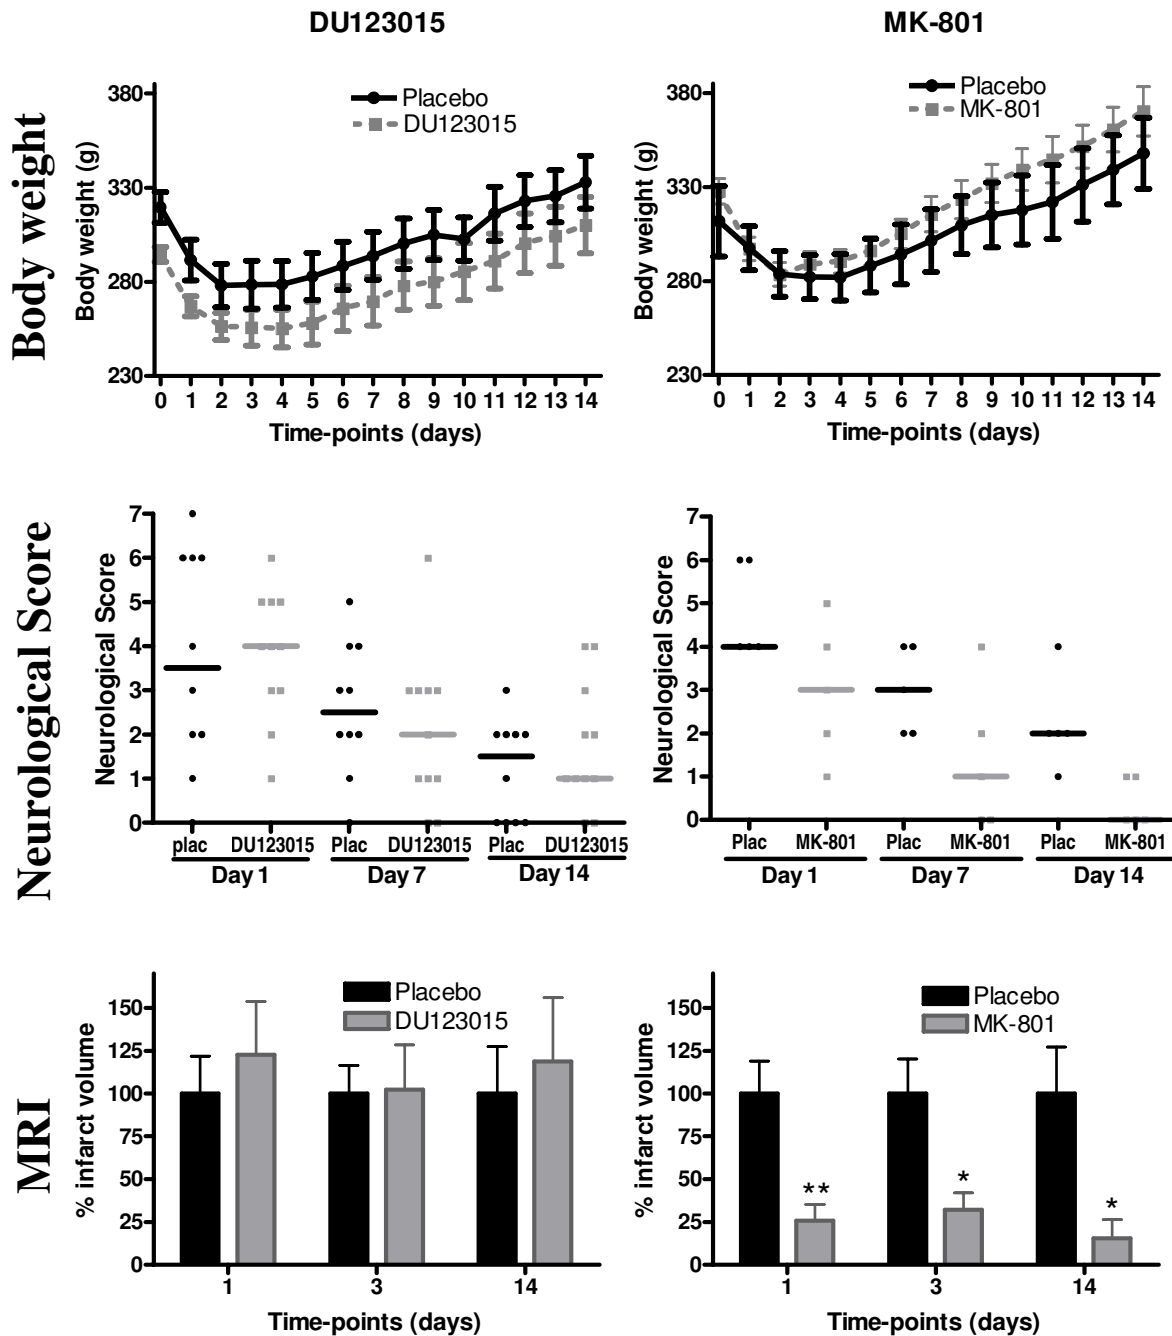 DU123015
MK-801
Body weight
Body weight (g)
380
330
280
230
Placebo
DU123015
0 1 2 3 4 5 6 7 8 9 10 11 12 13 14
Time-points (days)
Body weight (g)
380
330
280
230
Placebo
MK-801
0 1 2 3 4 5 6 7 8 9 10 11 12 13 14
Time-points (days)
Neurological Score
Neurological Score
7
6
5
4
3
2
1
0
plac DU123015 Plac DU123015 Plac DU123015
Day 1 Day 7 Day 14
Neurological Score
7
6
5
4
3
2
1
0
Plac MK-801 Plac MK-801 Plac MK-801
Day 1 Day 7 Day 14
MRI
% infarct volume
150
125
100
75
50
25
0
Placebo
DU123015
1 3 14
Time-points (days)
% infarct volume
150
125
100
75
50
25
0
Placebo
MK-801
** * *
1 3 14
Time-points (days)